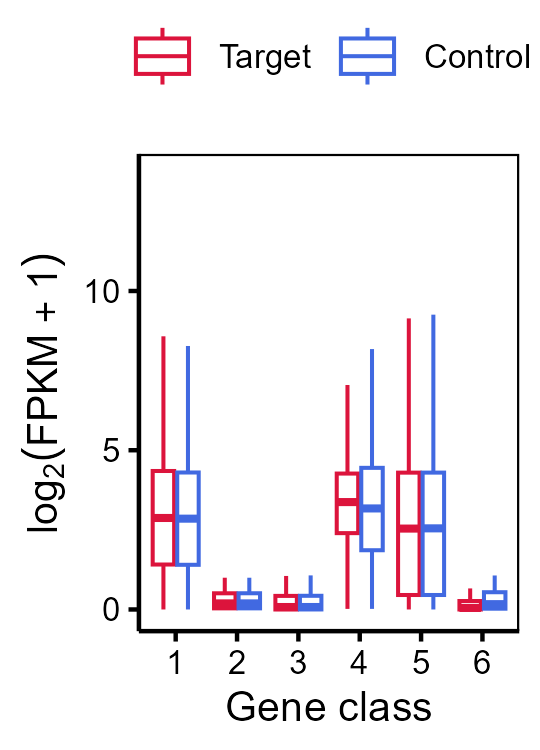 Target Control
log₂(FPKM + 1)
10
5
0
1 2 3 4 5 6
Gene class